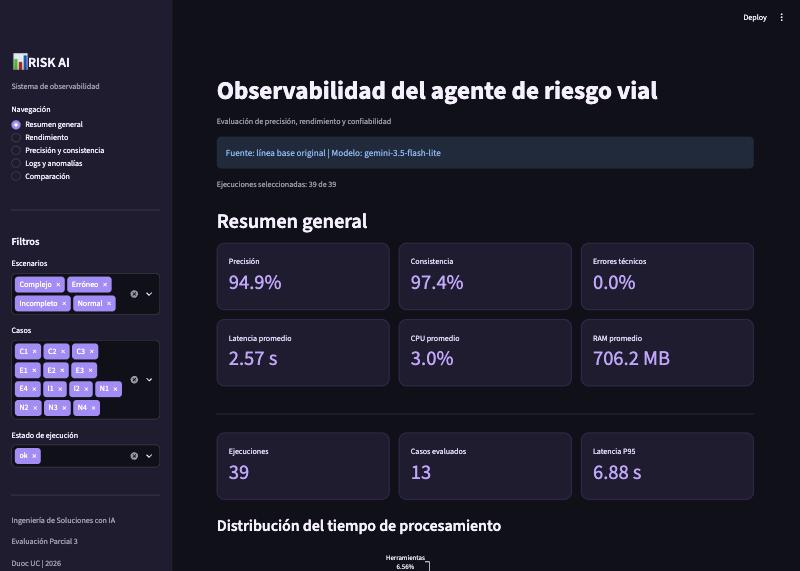 Deploy
RISK AI
Sistema de observabilidad
Navegación
Resumen general
Rendimiento
Precisión y consistencia
Logs y anomalías
Comparación
Filtros
Escenarios
Complejo × Erróneo ×
Incompleto × Normal ×
Casos
C1 × C2 × C3 ×
E1 × E2 × E3 ×
E4 × I1 × I2 × N1 ×
N2 × N3 × N4 ×
Estado de ejecución
ok ×
Ingeniería de Soluciones con IA
Evaluación Parcial 3
Duoc UC | 2026
Observabilidad del agente de riesgo vial
Evaluación de precisión, rendimiento y confiabilidad
Fuente: línea base original | Modelo: gemini-3.5-flash-lite
Ejecuciones seleccionadas: 39 de 39
Resumen general
Precisión
94.9%
Consistencia
97.4%
Errores técnicos
0.0%
Latencia promedio
2.57 s
CPU promedio
3.0%
RAM promedio
706.2 MB
Ejecuciones
39
Casos evaluados
13
Latencia P95
6.88 s
Distribución del tiempo de procesamiento
Herramientas
6.56%